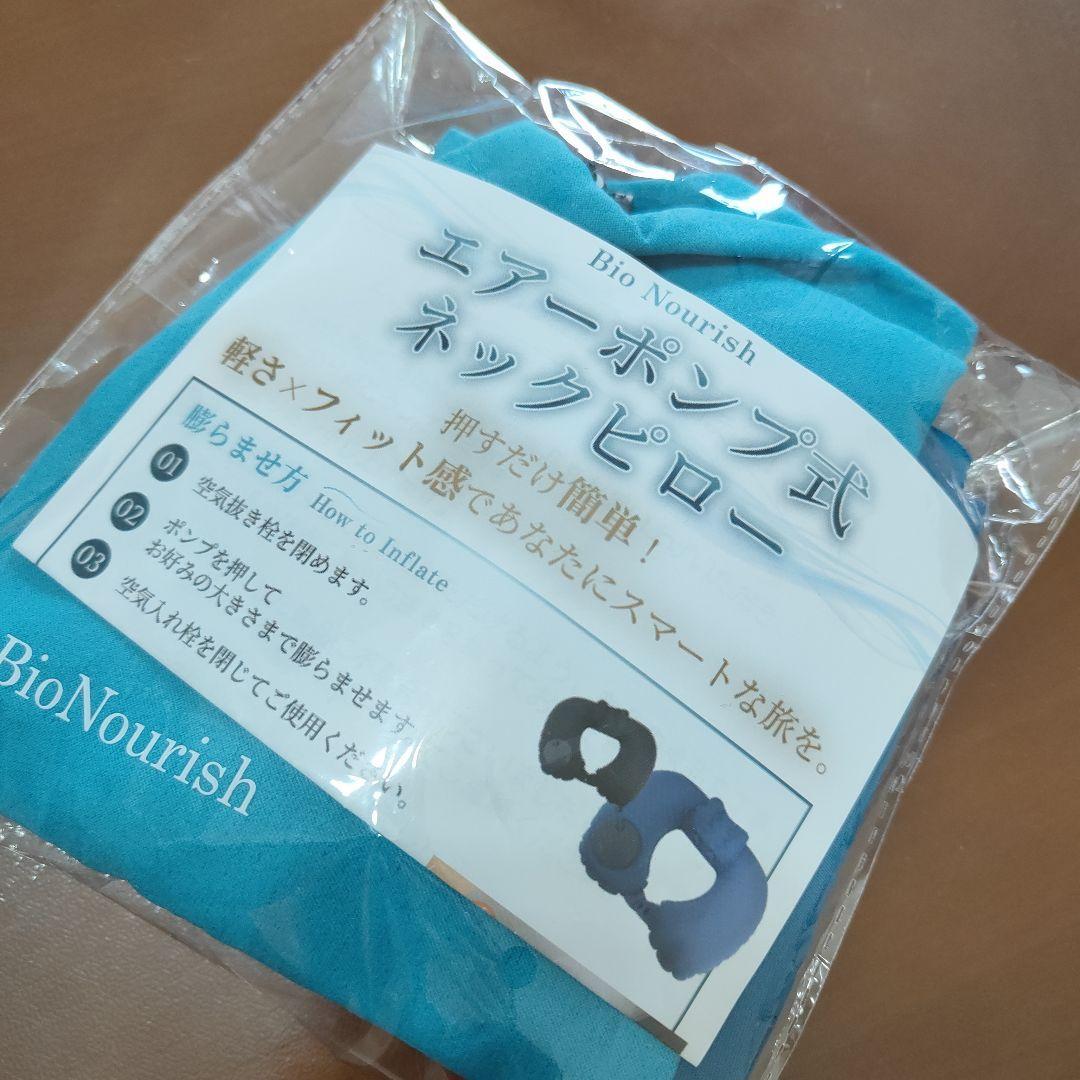 Bio Nourish
エアーポンプ式
ネックピロー
押すだけ簡単！
軽さ×フィット感であなたにスマートな旅を。
膨らませ方 How to Inflate
01 空気抜き栓を閉めます。
02 ポンプを押して
お好みの大きさまで膨らませます
03 空気入れ栓を閉じてご使用ください。
BioNourish